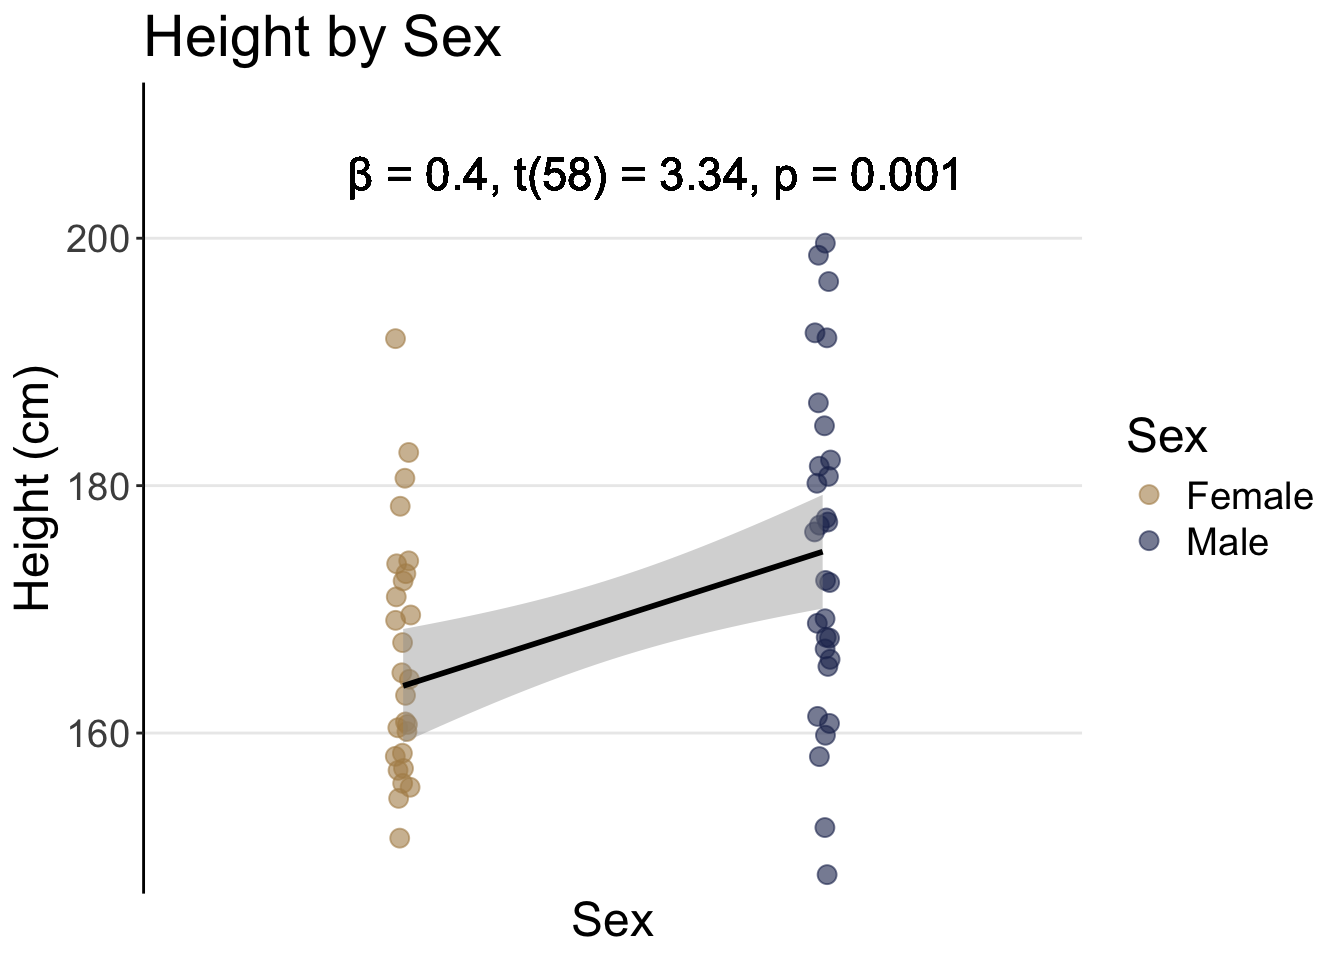 Height by Sex
β = 0.4, t(58) = 3.34, p = 0.001
200
180
160
Height (cm)
Sex
Sex
Female
Male